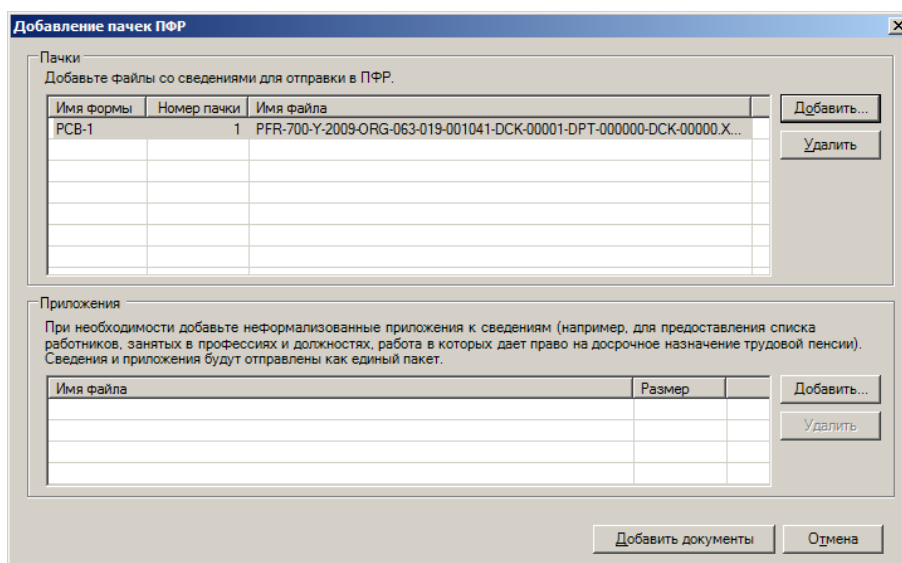 Добавление пачек ПФР
Пачки
Добавьте файлы со сведениями для отправки в ПФР.
Имя формы Номер пачки Имя файла
Добавить...
РСВ-1 1 PFR-700-Y-2009-ORG-063-019-001041-DCK-00001-DPT-000000-DCK-00000.X...
Удалить
Приложения
При необходимости добавьте неформализованные приложения к сведениям (например, для предоставления списка
работников, занятых в профессиях и должностях, работа в которых дает право на досрочное назначение трудовой пенсии).
Сведения и приложения будут отправлены как единый пакет.
Имя файла Размер
Добавить...
Удалить
Добавить документы Отмена